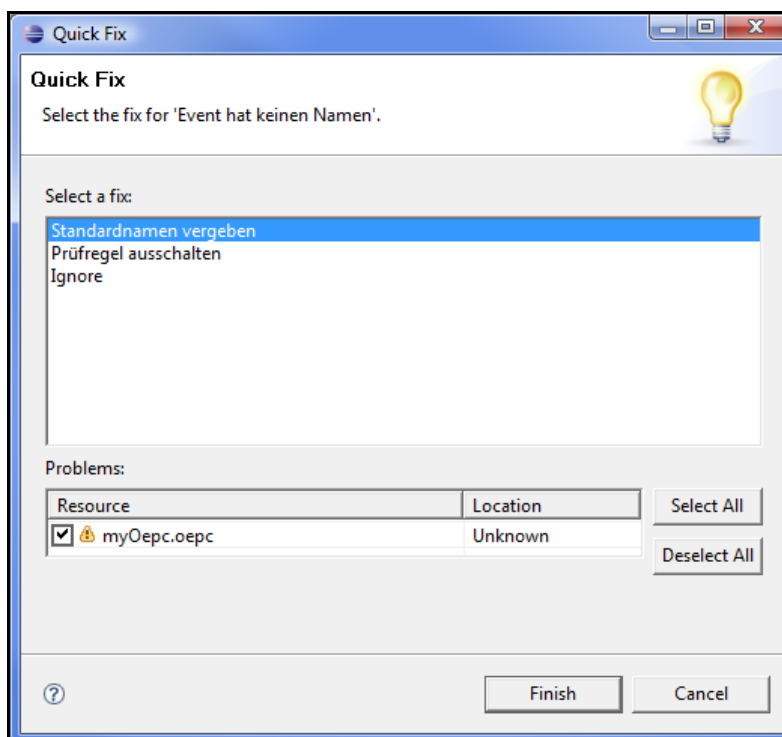 Quick Fix
Quick Fix
Select the fix for 'Event hat keinen Namen'.
Select a fix:
Standardnamen vergeben
Prüfregel ausschalten
Ignore
Problems:
Resource Location
myOepc.oepc Unknown
Select All
Deselect All
Finish Cancel